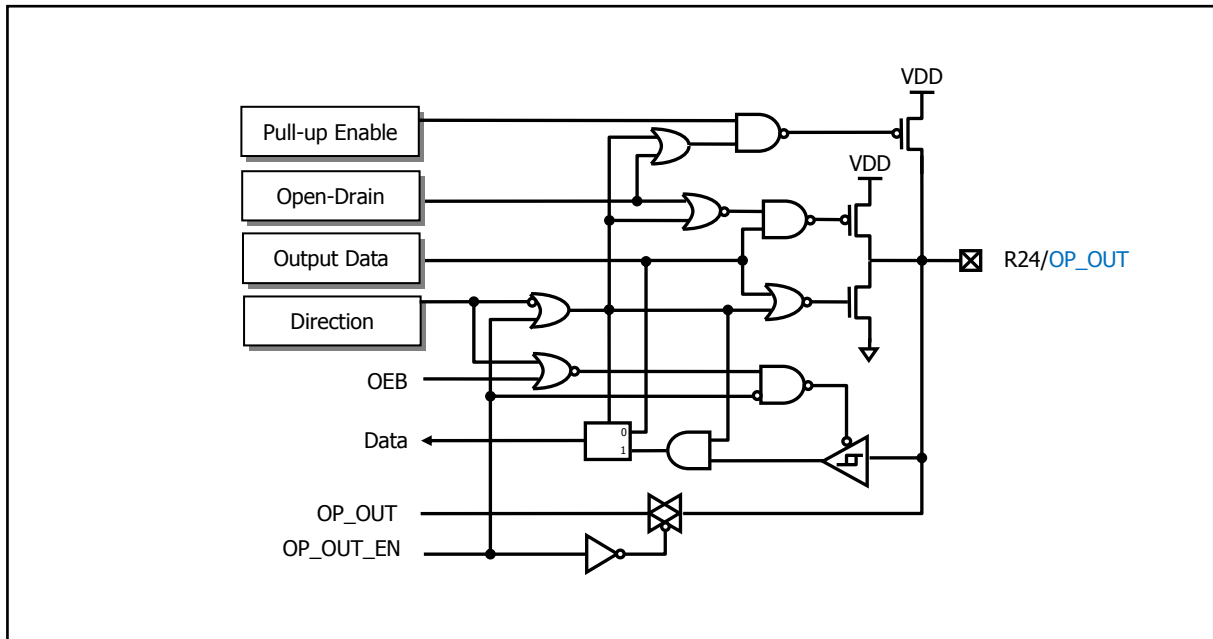 VDD
Pull-up Enable
VDD
Open-Drain
Output Data
R24/OP_OUT
Direction
OEB
0
Data
1
OP_OUT
OP_OUT_EN